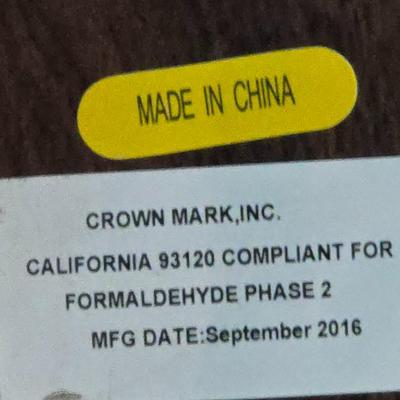 MADE IN CHINA
CROWN MARK,INC.
CALIFORNIA 93120 COMPLIANT FOR
FORMALDEHYDE PHASE 2
MFG DATE:September 2016